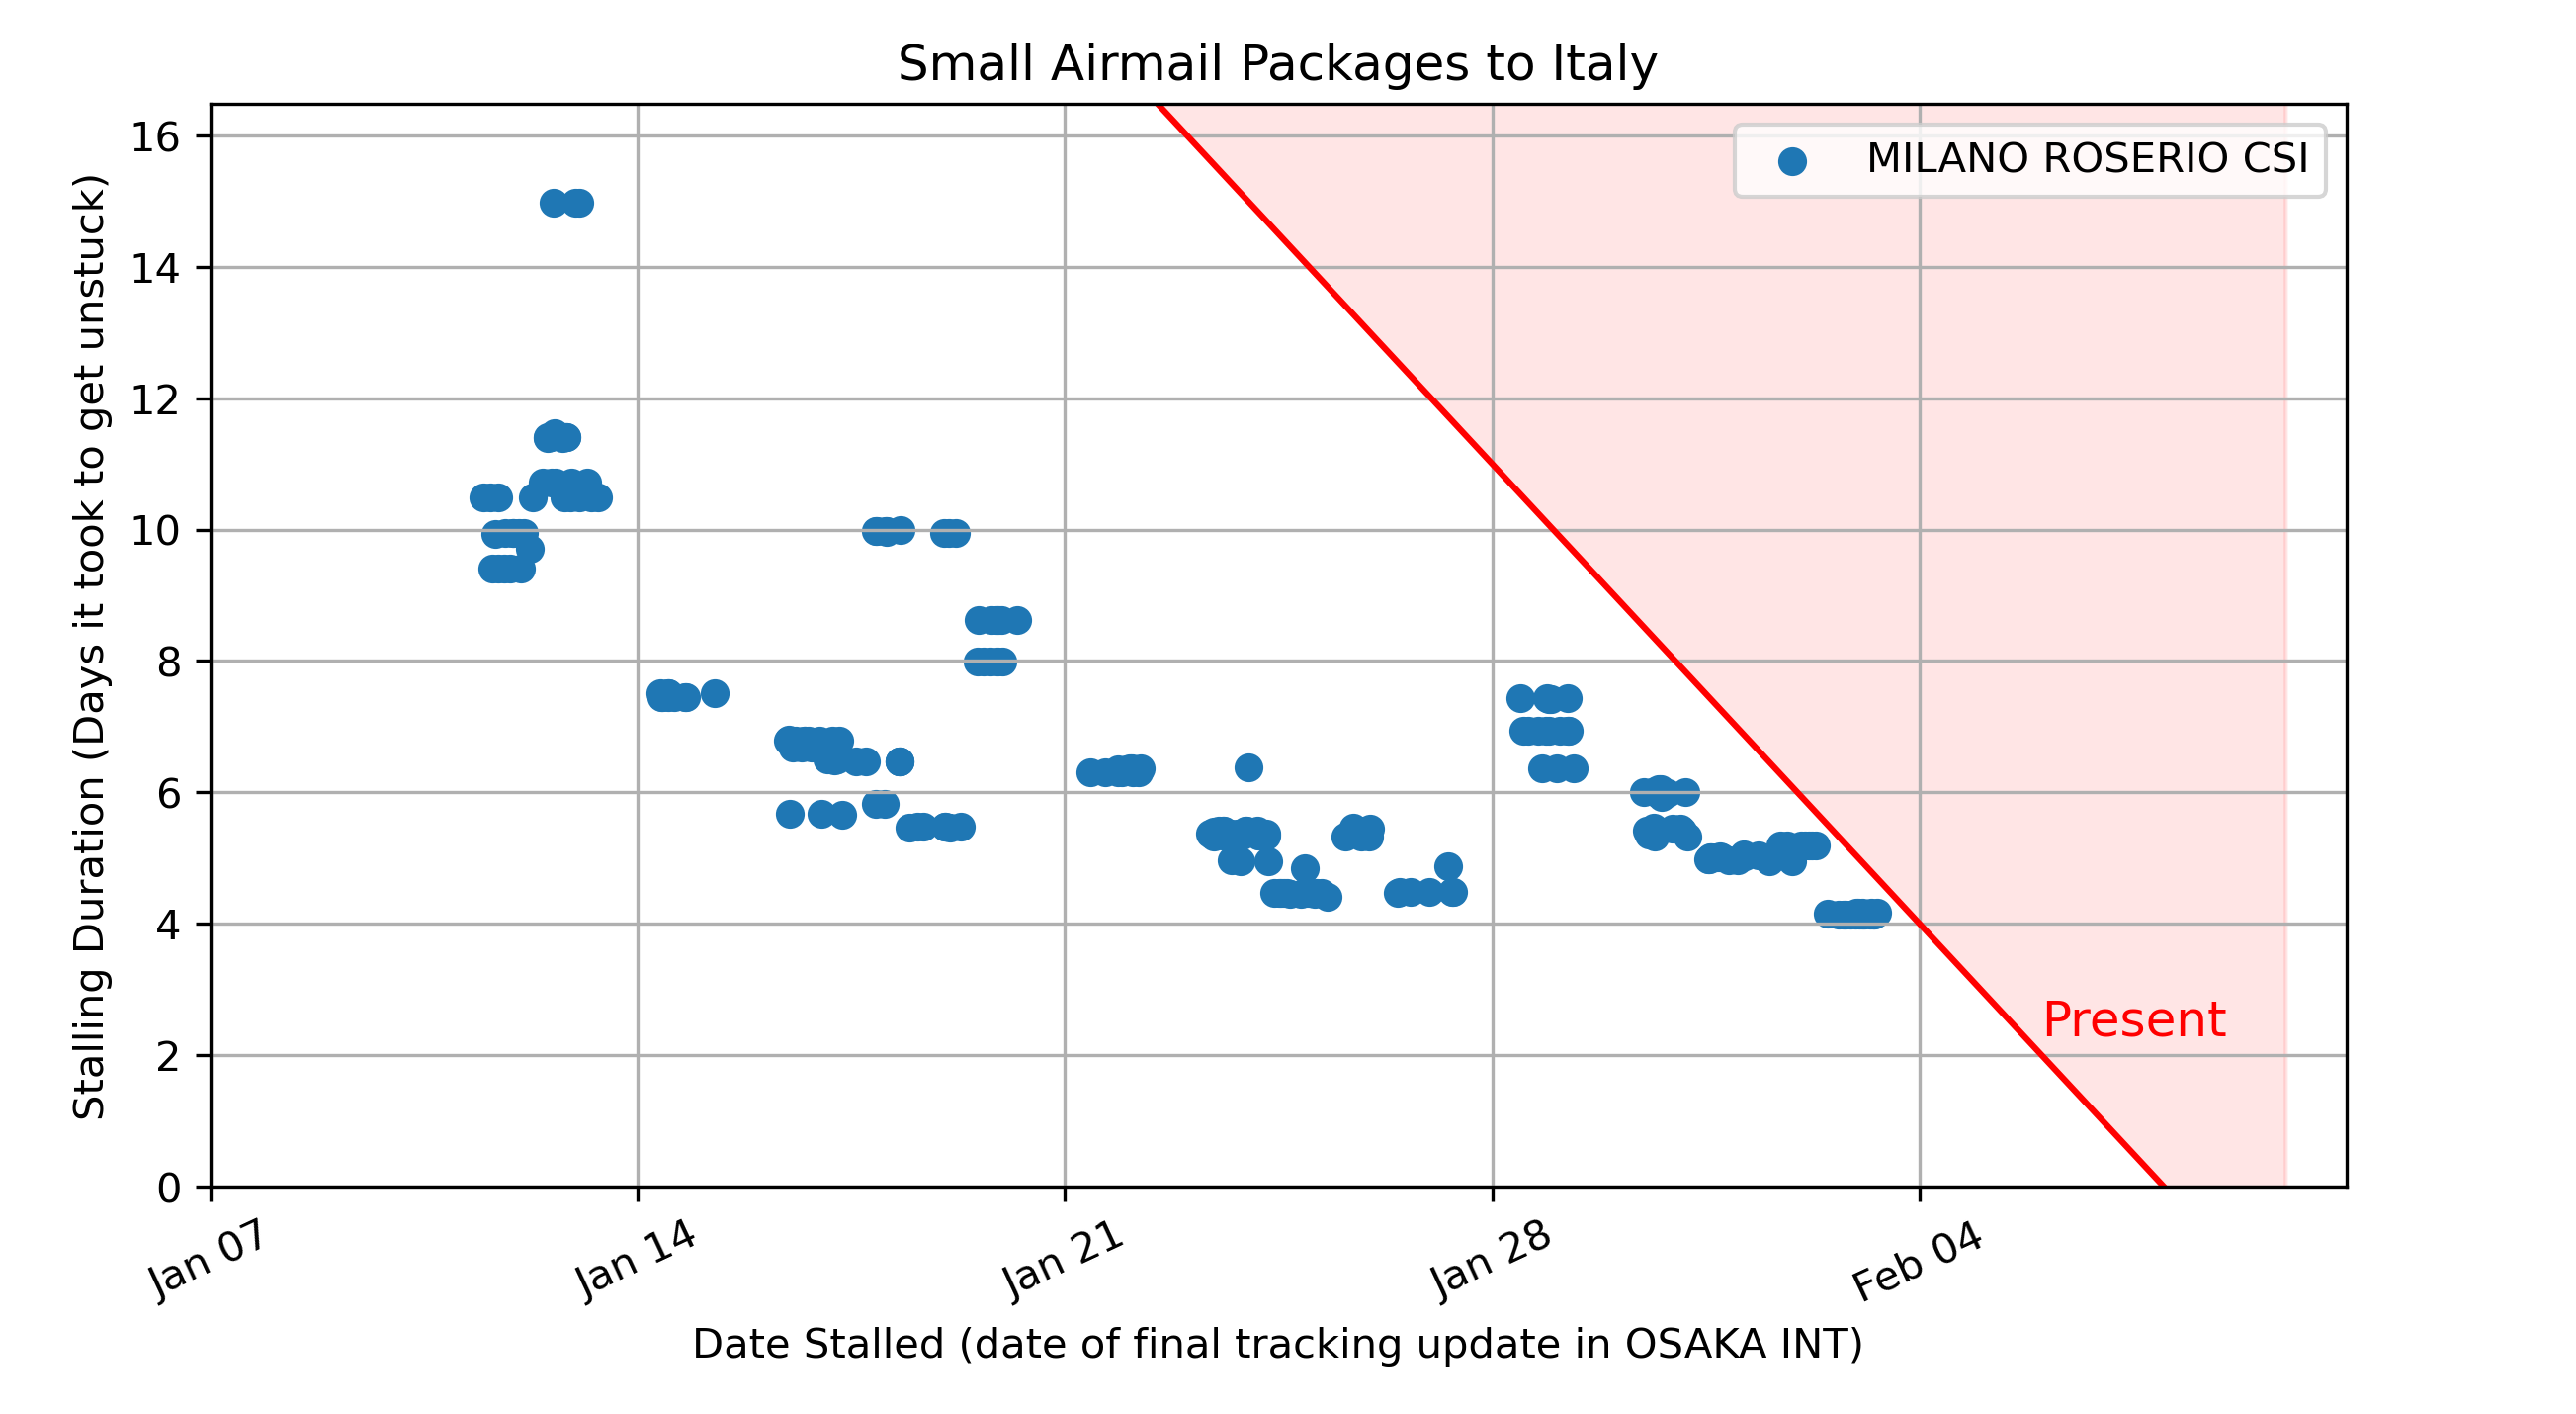 Small Airmail Packages to Italy
MILANO ROSERIO CSI
16
14
12
10
8
6
4
2
0
Stalling Duration (Days it took to get unstuck)
Present
Jan 07
Jan 14
Jan 21
Jan 28
Feb 04
Date Stalled (date of final tracking update in OSAKA INT)